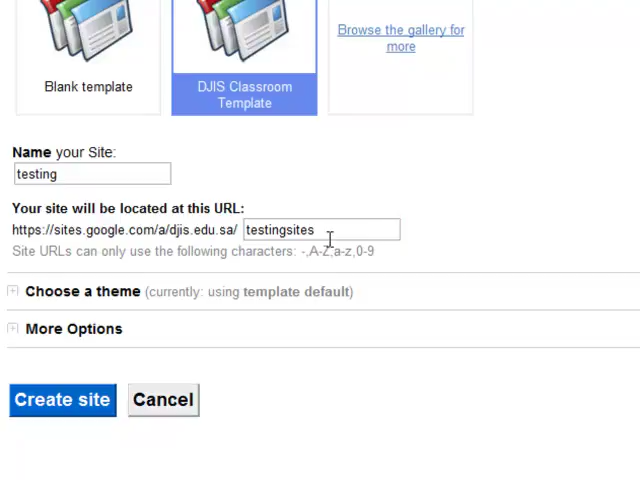 Browse the gallery for
more
Blank template
DJIS Classroom
Template
Name your Site:
testing
Your site will be located at this URL:
https://sites.google.com/a/djis.edu.sa/ testingsites
Site URLs can only use the following characters: -,A-Z,a-z,0-9
Choose a theme (currently: using template default)
More Options
Create site Cancel